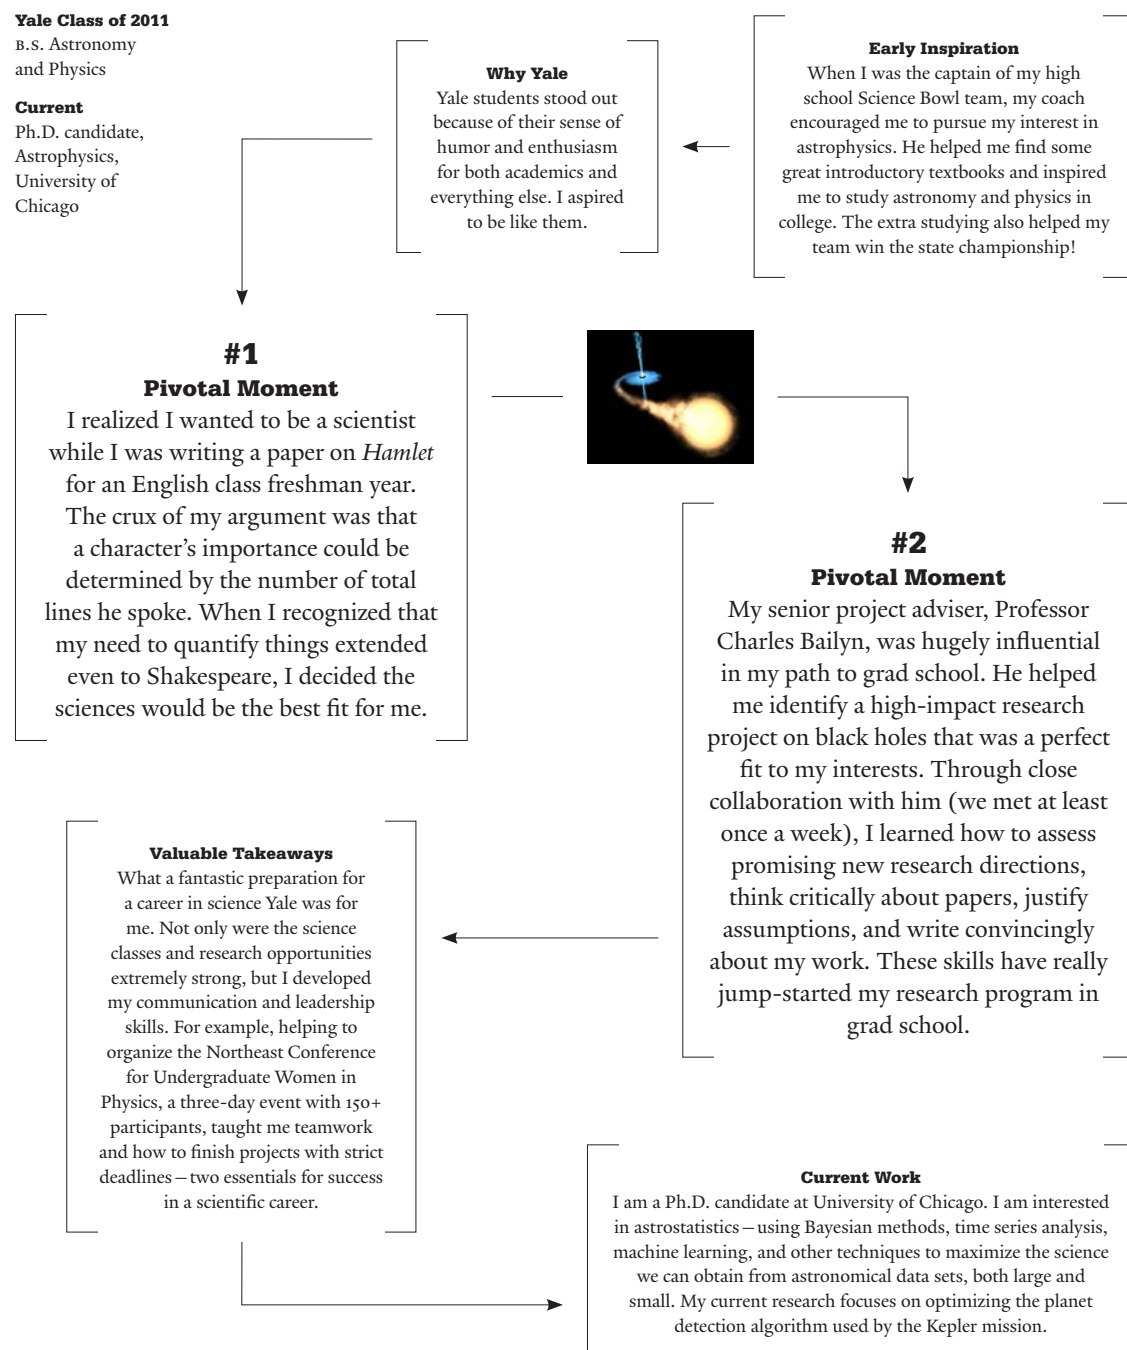 Yale Class of 2011
B.S. Astronomy
and Physics
Current
Ph.D. candidate,
Astrophysics,
University of
Chicago
Early Inspiration
When I was the captain of my high
school Science Bowl team, my coach
encouraged me to pursue my interest in
astrophysics. He helped me find some
great introductory textbooks and inspired
me to study astronomy and physics in
college. The extra studying also helped my
team win the state championship!
Why Yale
Yale students stood out
because of their sense of
humor and enthusiasm
for both academics and
everything else. I aspired
to be like them.
#1
Pivotal Moment
I realized I wanted to be a scientist
while I was writing a paper on Hamlet
for an English class freshman year.
The crux of my argument was that
a character’s importance could be
determined by the number of total
lines he spoke. When I recognized that
my need to quantify things extended
even to Shakespeare, I decided the
sciences would be the best fit for me.
#2
Pivotal Moment
My senior project adviser, Professor
Charles Bailyn, was hugely influential
in my path to grad school. He helped
me identify a high-impact research
project on black holes that was a perfect
fit to my interests. Through close
collaboration with him (we met at least
once a week), I learned how to assess
promising new research directions,
think critically about papers, justify
assumptions, and write convincingly
about my work. These skills have really
jump-started my research program in
grad school.
Valuable Takeaways
What a fantastic preparation for
a career in science Yale was for
me. Not only were the science
classes and research opportunities
extremely strong, but I developed
my communication and leadership
skills. For example, helping to
organize the Northeast Conference
for Undergraduate Women in
Physics, a three-day event with 150+
participants, taught me teamwork
and how to finish projects with strict
deadlines – two essentials for success
in a scientific career.
Current Work
I am a Ph.D. candidate at University of Chicago. I am interested
in astrostatistics – using Bayesian methods, time series analysis,
machine learning, and other techniques to maximize the science
we can obtain from astronomical data sets, both large and
small. My current research focuses on optimizing the planet
detection algorithm used by the Kepler mission.